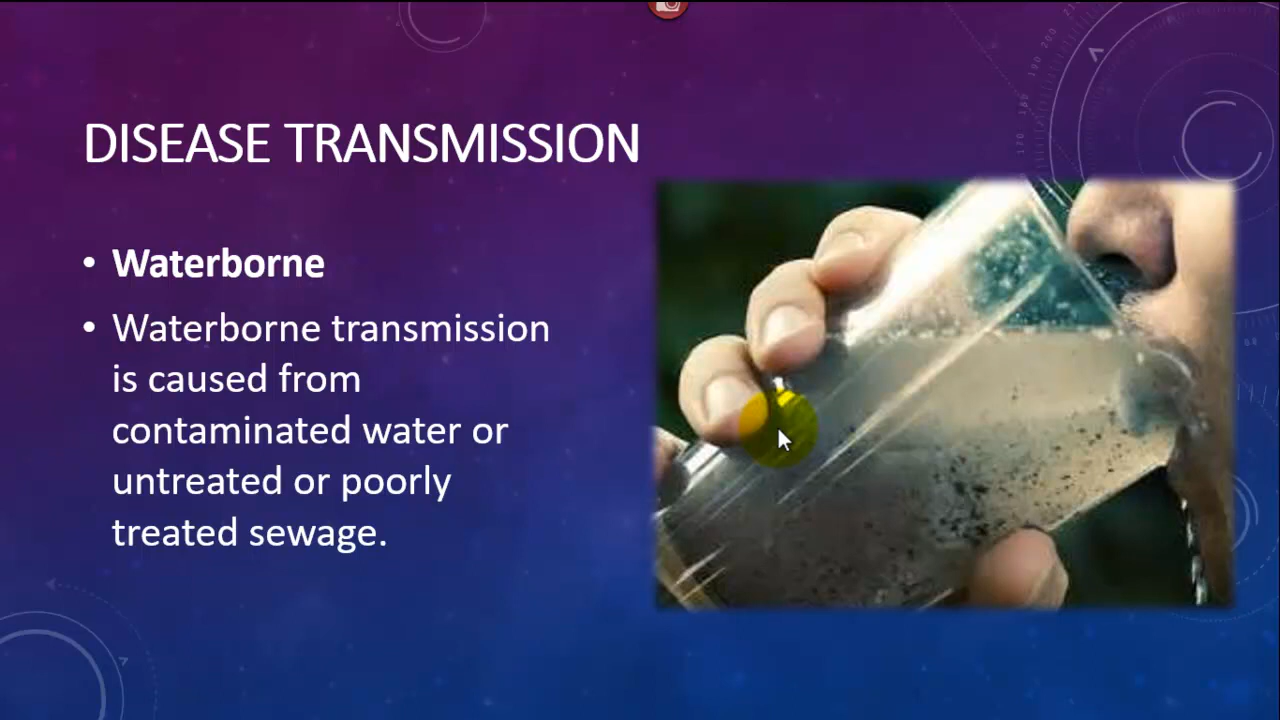 DISEASE TRANSMISSION
• Waterborne
• Waterborne transmission
is caused from
contaminated water or
untreated or poorly
treated sewage.